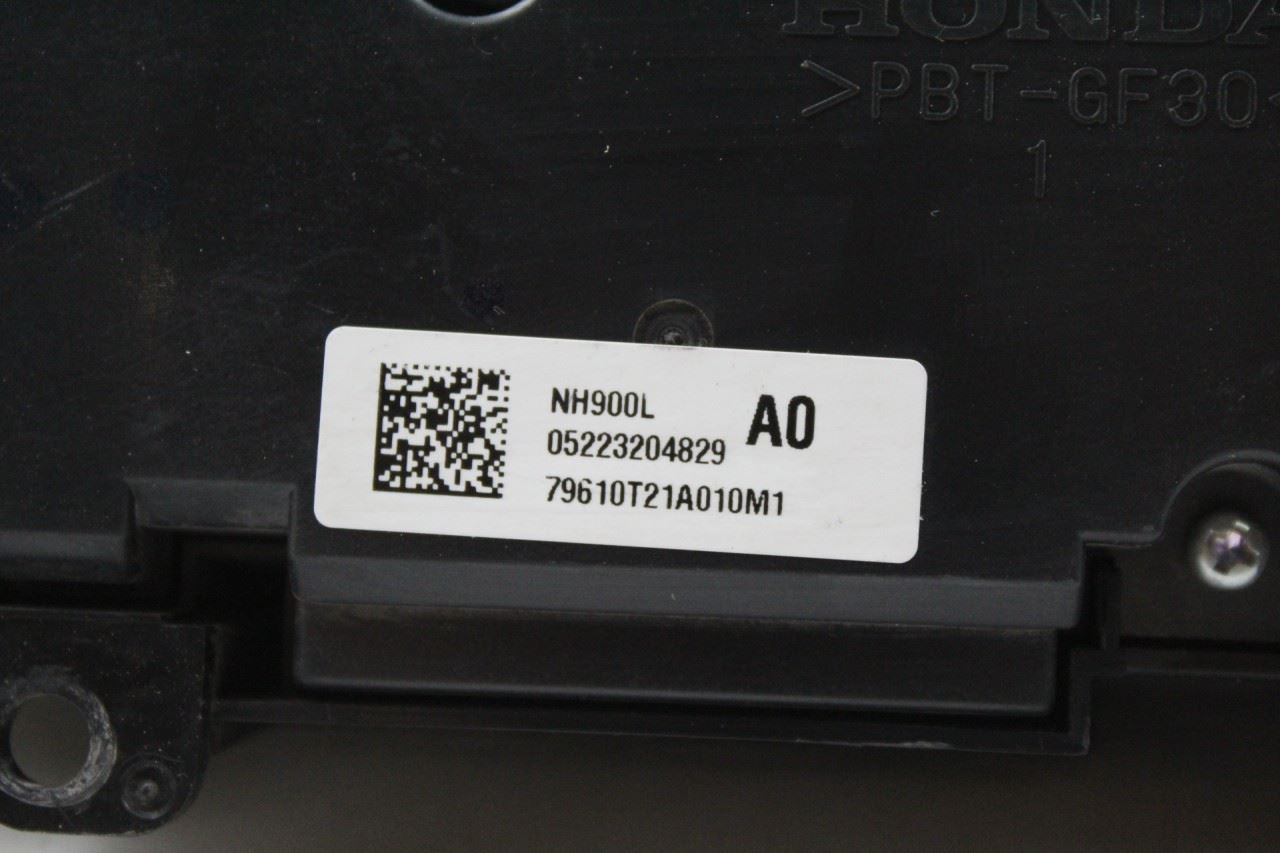 HONDA
>PBT-GF30<
1
NH900L
A0
05223204829
79610T21A010M1